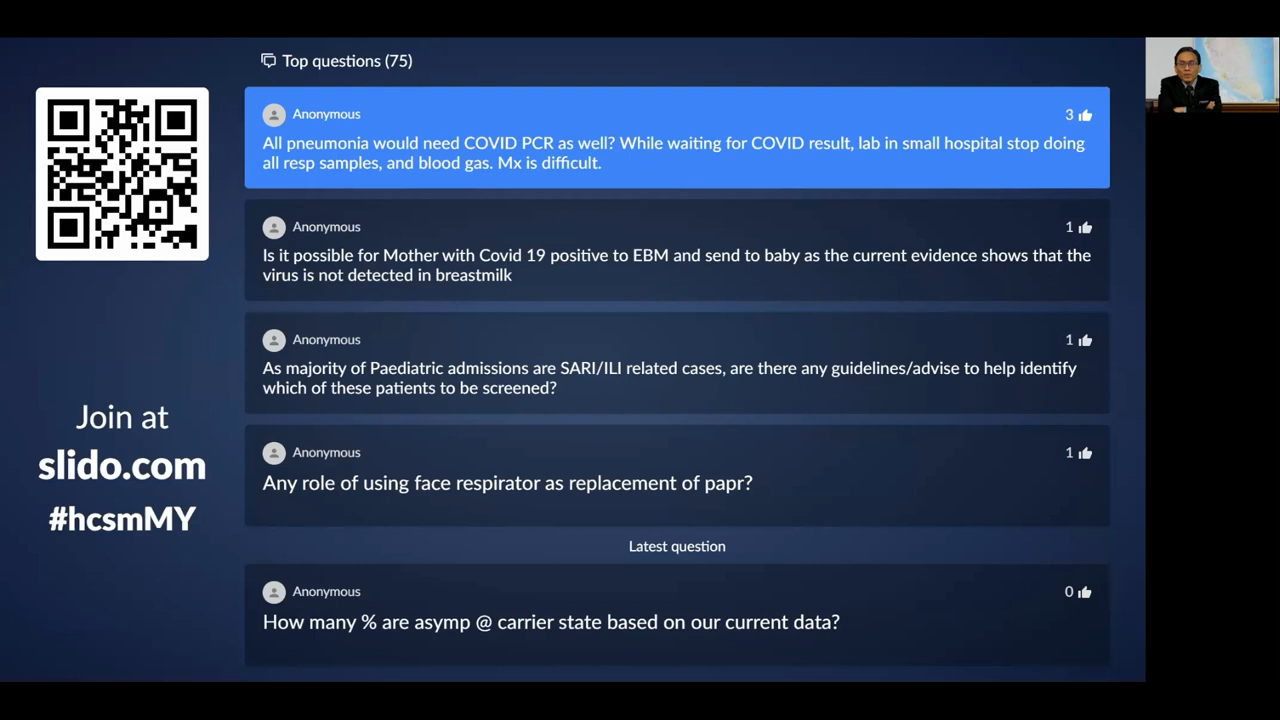 Top questions (75)
Anonymous
3
All pneumonia would need COVID PCR as well? While waiting for COVID result, lab in small hospital stop doing
all resp samples, and blood gas. Mx is difficult.
Anonymous
1
Is it possible for Mother with Covid 19 positive to EBM and send to baby as the current evidence shows that the
virus is not detected in breastmilk
Anonymous
1
As majority of Paediatric admissions are SARI/ILI related cases, are there any guidelines/advise to help identify
which of these patients to be screened?
Anonymous
1
Any role of using face respirator as replacement of papr?
Latest question
Anonymous
0
How many % are asymp @ carrier state based on our current data?
Join at
slido.com
#hcsmMY